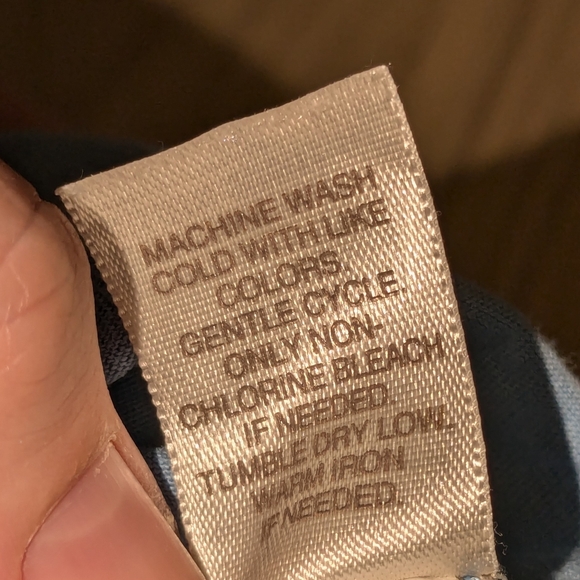 MACHINE WASH
COLD WITH LIKE
COLORS.
GENTLE CYCLE.
ONLY NON-
CHLORINE BLEACH
IF NEEDED.
TUMBLE DRY LOW.
WARM IRON
IF NEEDED.